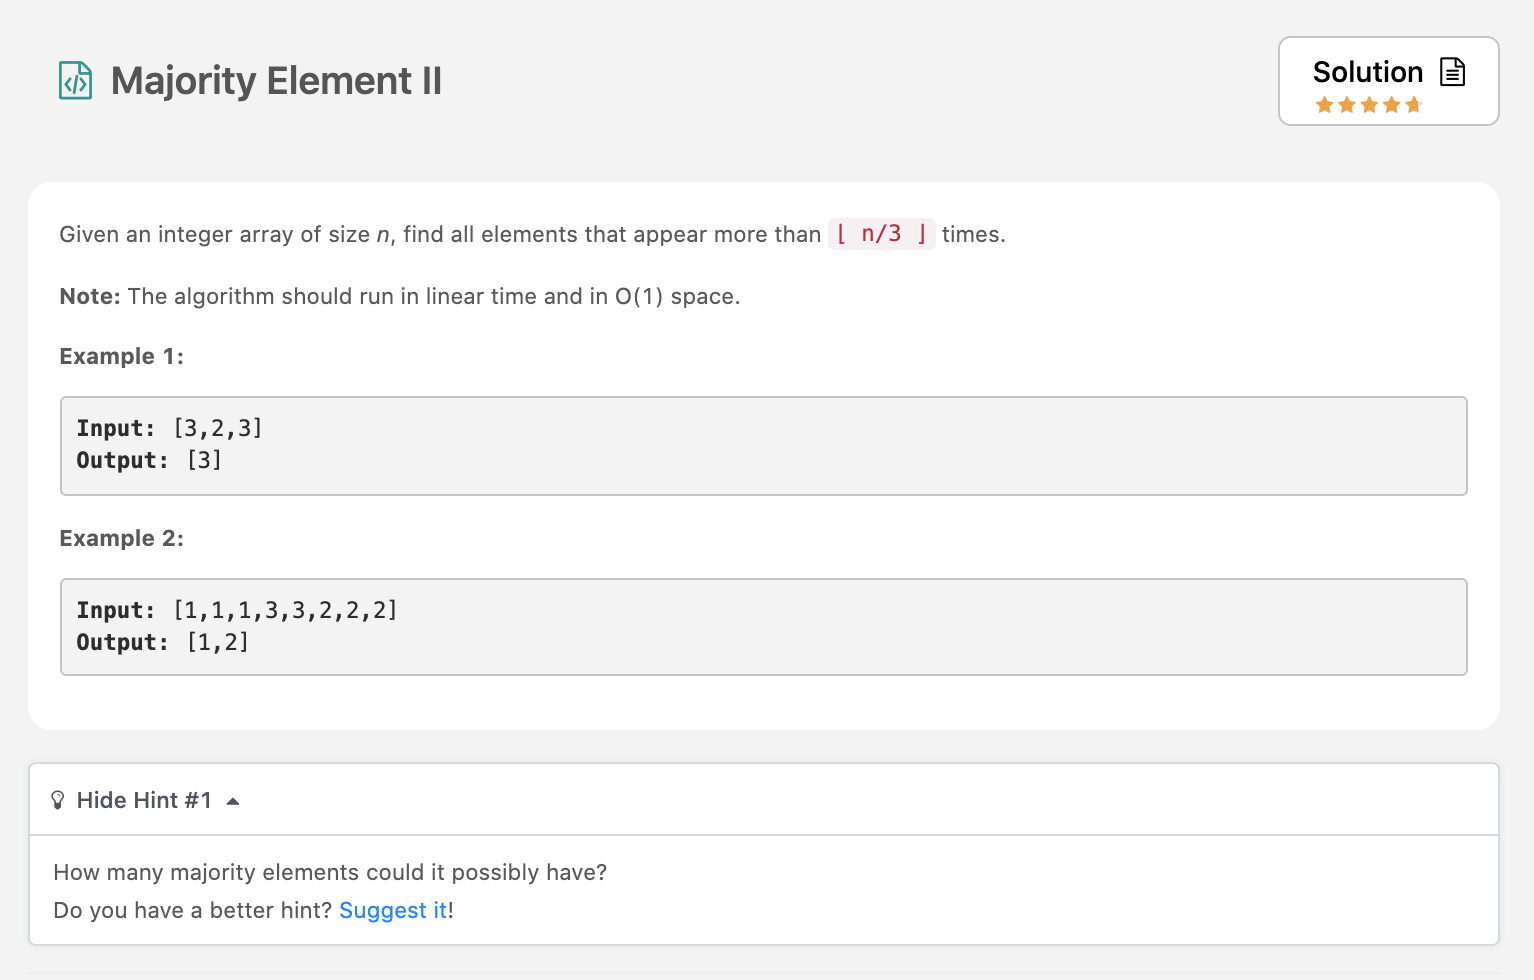 Majority Element II
Solution
Given an integer array of size n, find all elements that appear more than ⌊ n/3 ⌋ times.
Note: The algorithm should run in linear time and in O(1) space.
Example 1:
Input: [3,2,3]
Output: [3]
Example 2:
Input: [1,1,1,3,3,2,2,2]
Output: [1,2]
Hide Hint #1
How many majority elements could it possibly have?
Do you have a better hint? Suggest it!